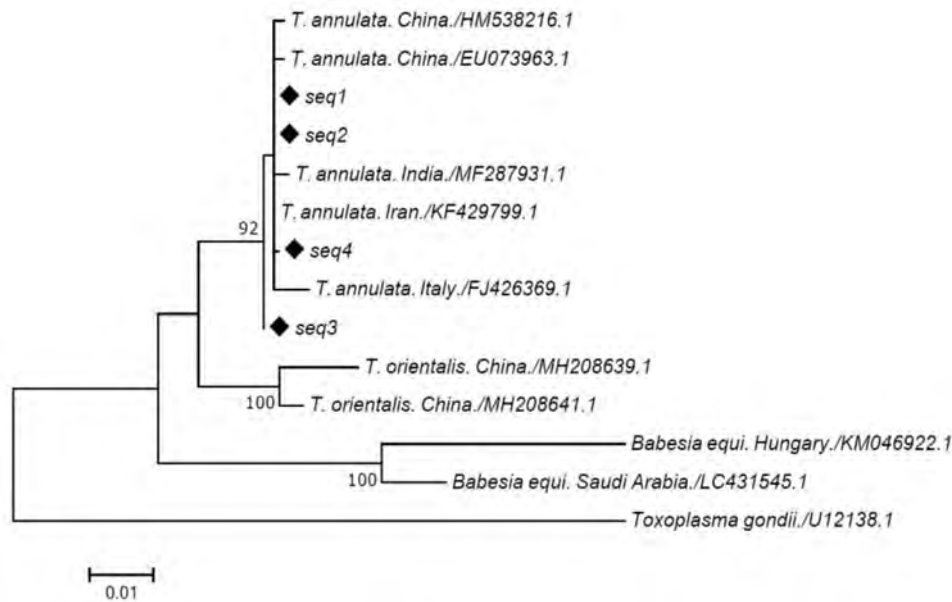 T. annulata. China./HM538216.1
T. annulata. China./EU073963.1
seq1
seq2
T. annulata. India./MF287931.1
T. annulata. Iran./KF429799.1
92
seq4
T. annulata. Italy./FJ426369.1
seq3
T. orientalis. China./MH208639.1
100
T. orientalis. China./MH208641.1
Babesia equi. Hungary./KM046922.1
100
Babesia equi. Saudi Arabia./LC431545.1
Toxoplasma gondii./U12138.1
0.01